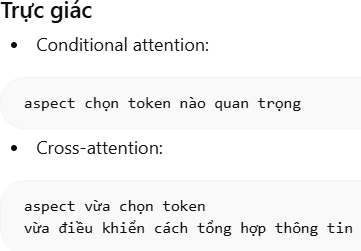 Trực giác
• Conditional attention:
aspect chọn token nào quan trọng
• Cross-attention:
aspect vừa chọn token
vừa điều khiển cách tổng hợp thông tin